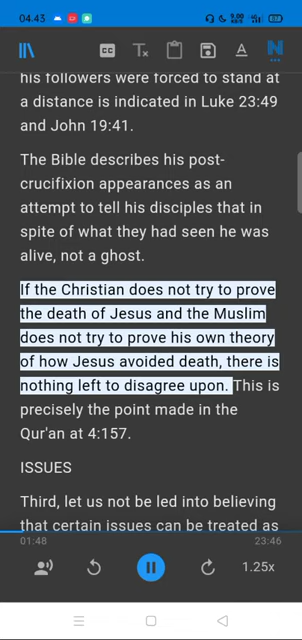 04.43
9,00
KB/S
4G
CC
A
N
his followers were forced to stand at
a distance is indicated in Luke 23:49
and John 19:41.
The Bible describes his post-
crucifixion appearances as an
attempt to tell his disciples that in
spite of what they had seen he was
alive, not a ghost.
If the Christian does not try to prove
the death of Jesus and the Muslim
does not try to prove his own theory
of how Jesus avoided death, there is
nothing left to disagree upon. This is
precisely the point made in the
Qur'an at 4:157.
ISSUES
Third, let us not be led into believing
that certain issues can be treated as
01:48
23:46
1.25x